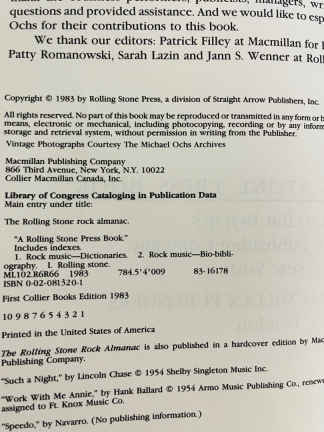 questions and provided assistance. And we would like to esp
Ochs for their contributions to this book.
We thank our editors: Patrick Filley at Macmillan for
Patty Romanowski, Sarah Lazin and Jann S. Wenner at Roll
Copyright © 1983 by Rolling Stone Press, a division of Straight Arrow Publishers, Inc.
All rights reserved. No part of this book may be reproduced or transmitted in any form or b
means, electronic or mechanical, including photocopying, recording or by any inform
storage and retrieval system, without permission in writing from the Publisher.
Vintage Photographs Courtesy The Michael Ochs Archives
Macmillan Publishing Company
866 Third Avenue, New York, N.Y. 10022
Collier Macmillan Canada, Inc.
Library of Congress Cataloging in Publication Data
Main entry under title:
The Rolling Stone rock almanac.
"A Rolling Stone Press Book."
Includes indexes.
1. Rock music—Dictionaries. 2. Rock music—Bio-bibli-
ography. I. Rolling stone.
ML102.R6R66 1983 784.5'4'009 83-16178
ISBN 0-02-081320-1
First Collier Books Edition 1983
10 9 8 7 6 5 4 3 2 1
Printed in the United States of America
The Rolling Stone Rock Almanac is also published in a hardcover edition by Mac
Publishing Company.
"Such a Night," by Lincoln Chase © 1954 Shelby Singleton Music Inc.
"Work With Me Annie," by Hank Ballard © 1954 Armo Music Publishing Co., renew
assigned to Ft. Knox Music Co.
"Speedo," by Navarro. (No publishing information.)